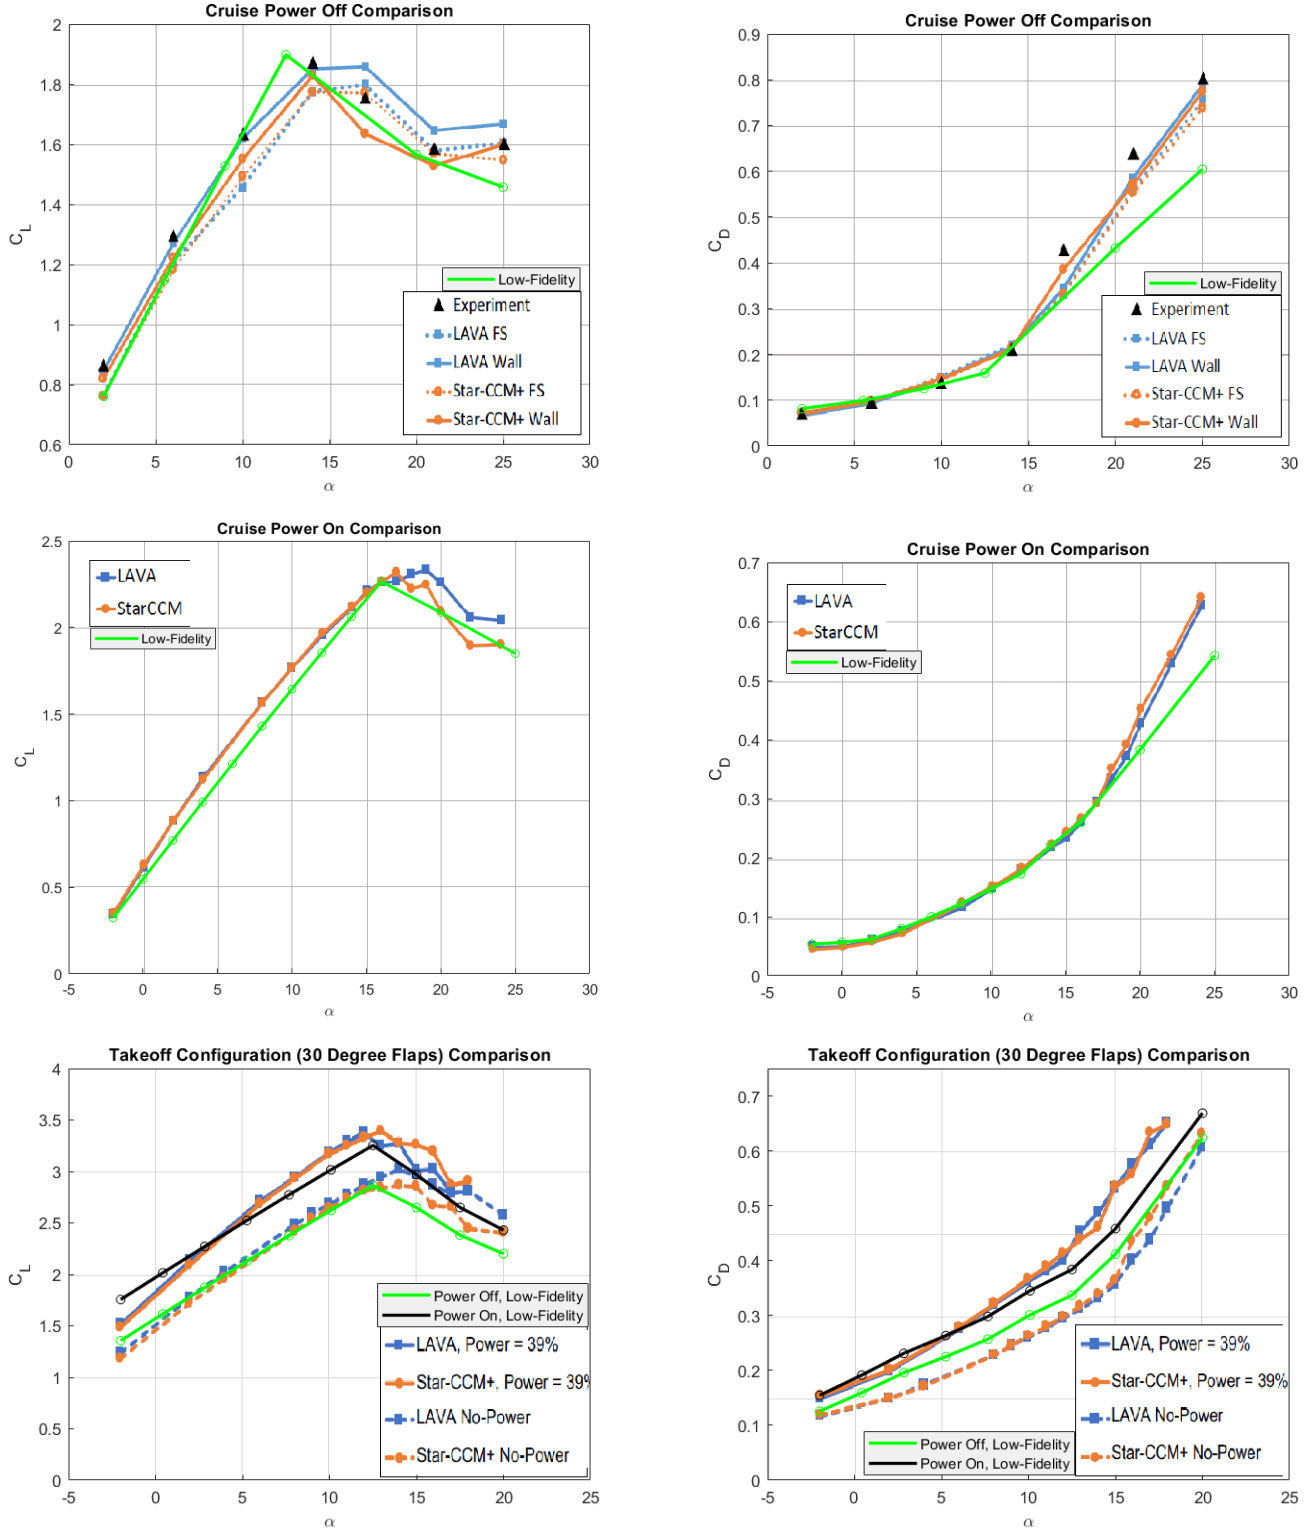 Cruise Power Off Comparison
2
1.8
1.6
1.4
1.2
1
0.8
0.6
C_L
0 5 10 15 20 25 30
α
Low-Fidelity
Experiment
LAVA FS
LAVA Wall
Star-CCM+ FS
Star-CCM+ Wall
Cruise Power Off Comparison
0.9
0.8
0.7
0.6
0.5
0.4
0.3
0.2
0.1
0
C_D
0 5 10 15 20 25 30
α
Low-Fidelity
Experiment
LAVA FS
LAVA Wall
Star-CCM+ FS
Star-CCM+ Wall
Cruise Power On Comparison
2.5
2
1.5
1
0.5
0
C_L
-5 0 5 10 15 20 25 30
α
LAVA
StarCCM
Low-Fidelity
Cruise Power On Comparison
0.7
0.6
0.5
0.4
0.3
0.2
0.1
0
C_D
-5 0 5 10 15 20 25 30
α
LAVA
StarCCM
Low-Fidelity
Takeoff Configuration (30 Degree Flaps) Comparison
4
3.5
3
2.5
2
1.5
1
0.5
0
C_L
-5 0 5 10 15 20 25
α
Power Off, Low-Fidelity
Power On, Low-Fidelity
LAVA, Power = 39%
Star-CCM+, Power = 39%
LAVA No-Power
Star-CCM+ No-Power
Takeoff Configuration (30 Degree Flaps) Comparison
0.7
0.6
0.5
0.4
0.3
0.2
0.1
0
C_D
-5 0 5 10 15 20 25
α
LAVA, Power = 39%
Star-CCM+, Power = 39%
LAVA No-Power
Star-CCM+ No-Power
Power Off, Low-Fidelity
Power On, Low-Fidelity